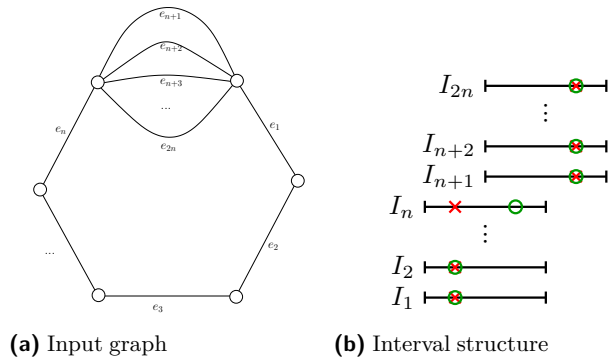 e_{n+1}
e_{n+2}
e_{n+3}
...
e_{2n}
e_n
e_1
...
e_2
e_3
(a) Input graph
I_{2n}
⋮
I_{n+2}
I_{n+1}
I_n
⋮
I_2
I_1
(b) Interval structure